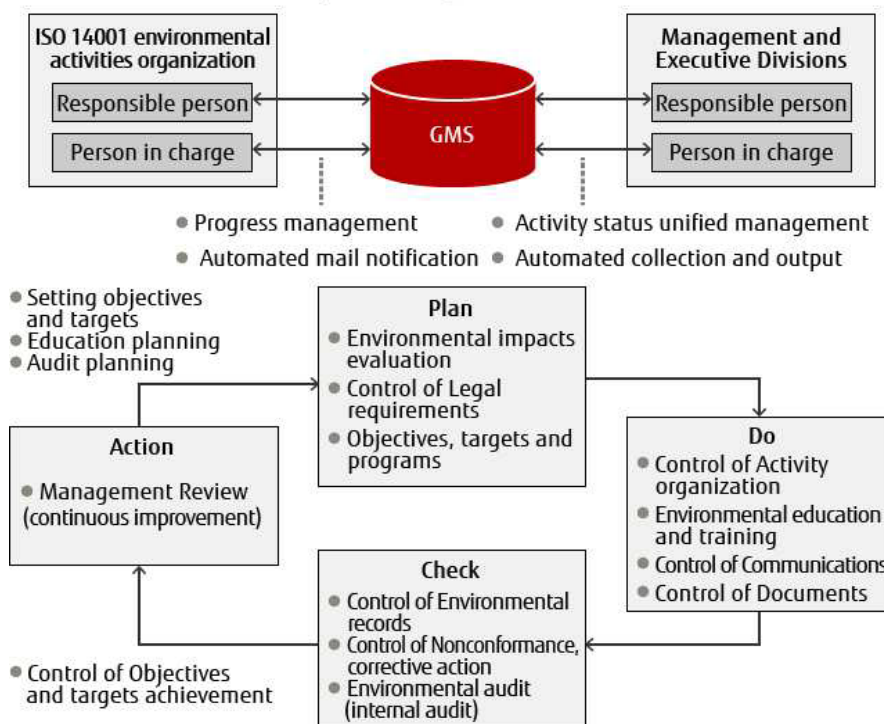 ISO 14001 environmental
activities organization
Responsible person
Person in charge
GMS
Management and
Executive Divisions
Responsible person
Person in charge
● Progress management
● Automated mail notification
● Activity status unified management
● Automated collection and output
● Setting objectives
and targets
● Education planning
● Audit planning
Plan
● Environmental impacts
evaluation
● Control of Legal
requirements
● Objectives, targets and
programs
Do
● Control of Activity
organization
● Environmental education
and training
● Control of Communications
● Control of Documents
Action
● Management Review
(continuous improvement)
Check
● Control of Environmental
records
● Control of Nonconformance,
corrective action
● Environmental audit
(internal audit)
● Control of Objectives
and targets achievement